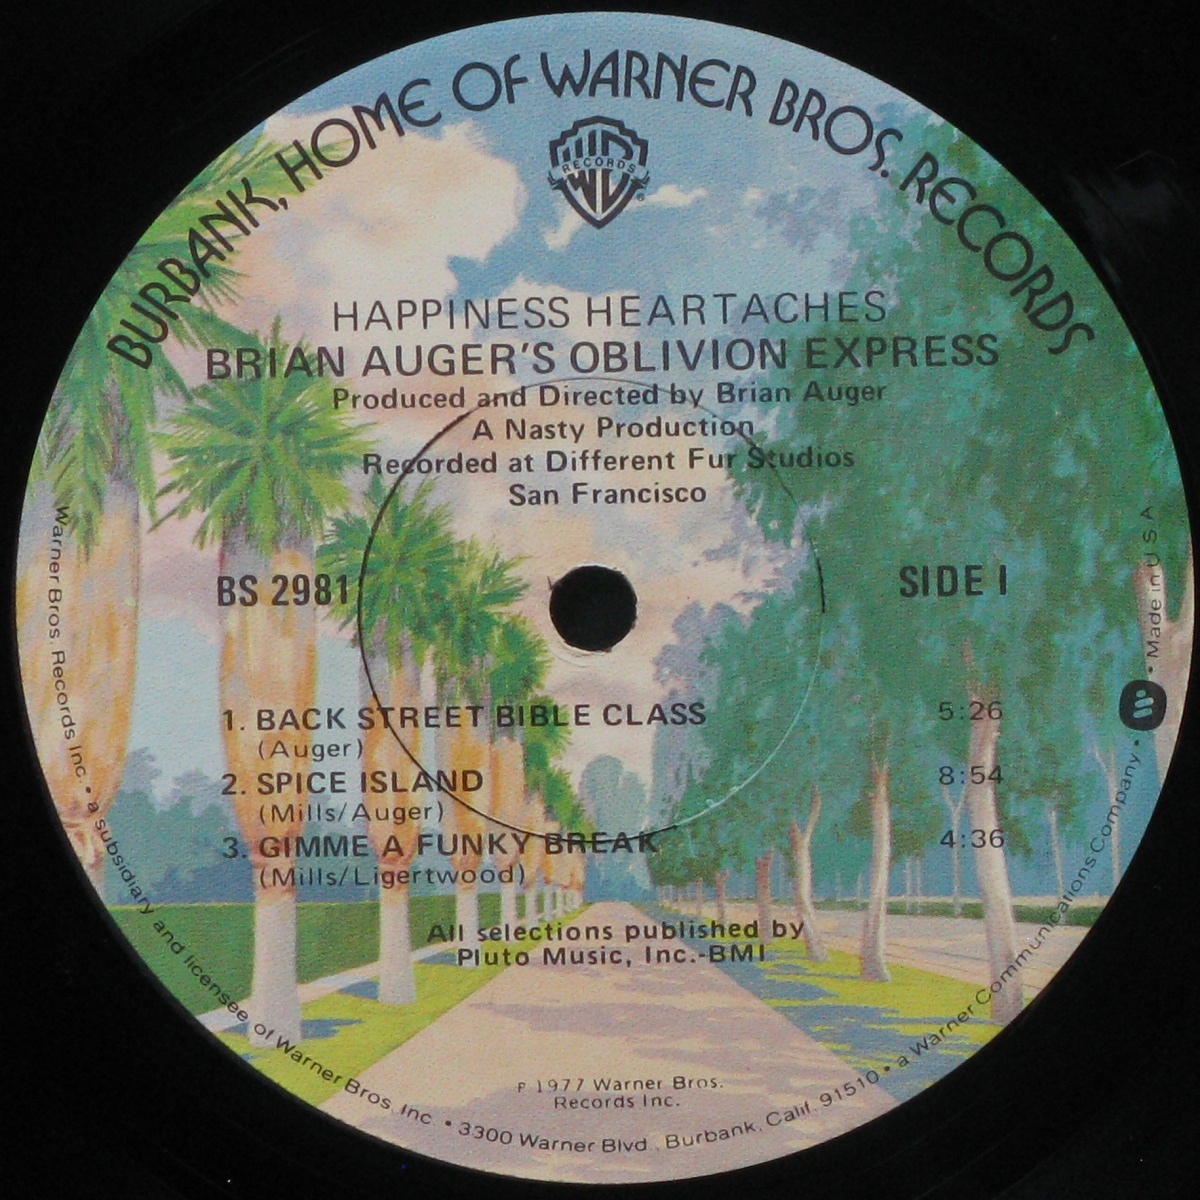 BURBANK, HOME OF WARNER BROS. RECORDS
RECORDS
HAPPINESS HEARTACHES
BRIAN AUGER'S OBLIVION EXPRESS
Produced and Directed by Brian Auger
A Nasty Production
Recorded at Different Fur Studios
San Francisco
BS 2981
SIDE I
1. BACK STREET BIBLE CLASS 5:26
(Auger)
2. SPICE ISLAND 8:54
(Mills/Auger)
3. GIMME A FUNKY BREAK 4:36
(Mills/Ligertwood)
All selections published by
Pluto Music, Inc.-BMI
℗ 1977 Warner Bros.
Records Inc.
Warner Bros. Records Inc. • a subsidiary and licensee of Warner Bros. Inc. • 3300 Warner Blvd., Burbank, Calif. 91510 • a Warner Communications Company • • Made in U.S.A.